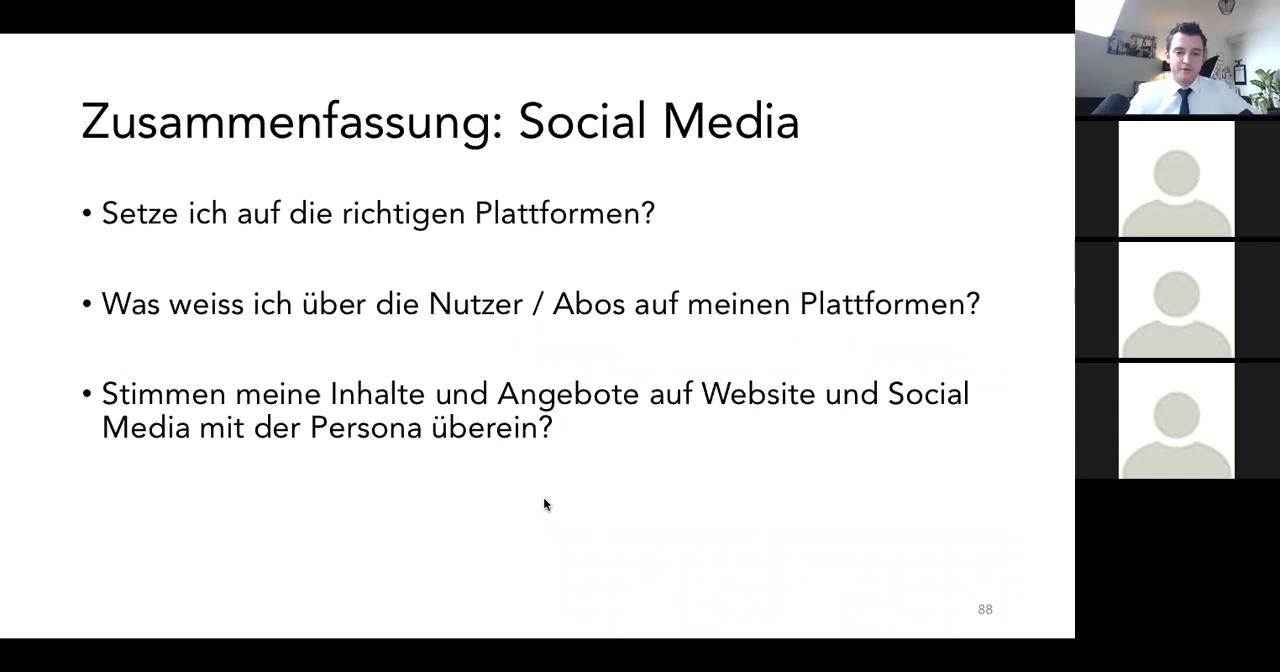 Zusammenfassung: Social Media
• Setze ich auf die richtigen Plattformen?
• Was weiss ich über die Nutzer / Abos auf meinen Plattformen?
• Stimmen meine Inhalte und Angebote auf Website und Social
Media mit der Persona überein?
88